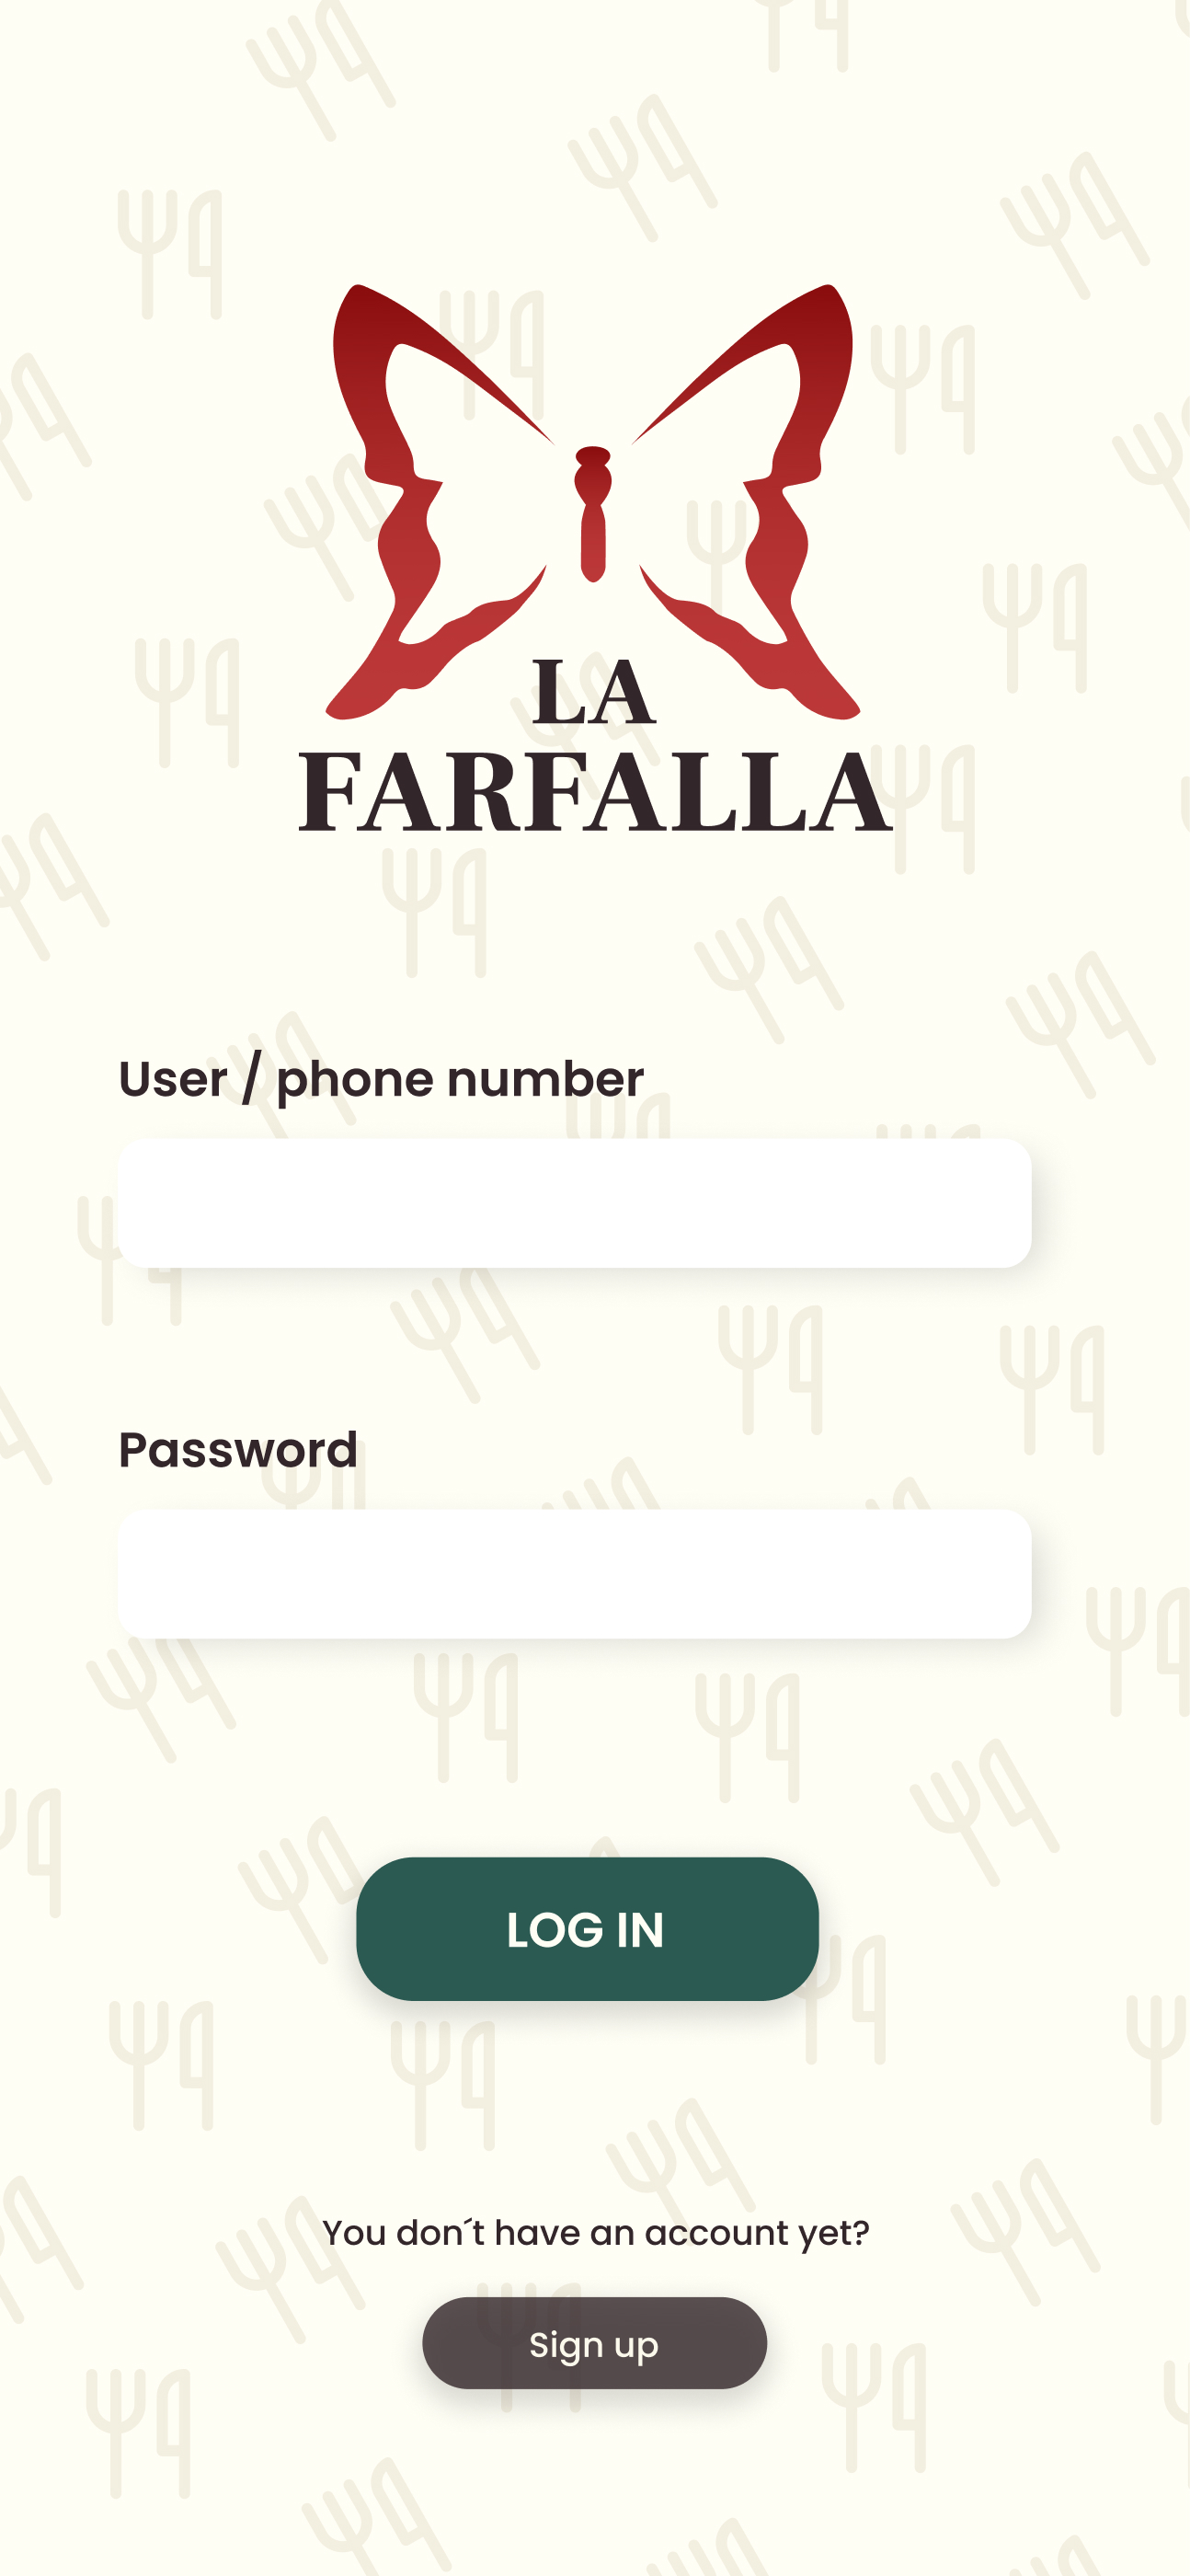 LA
FARFALLA
User / phone number
Password
LOG IN
You don´t have an account yet?
Sign up